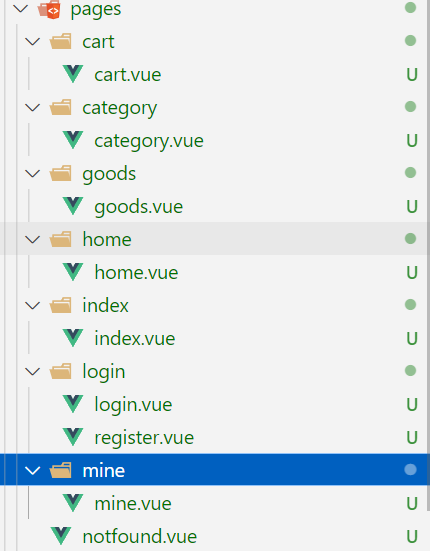 pages
cart
cart.vue U
category
category.vue U
goods
goods.vue U
home
home.vue U
index
index.vue U
login
login.vue U
register.vue U
mine
mine.vue U
notfound.vue U